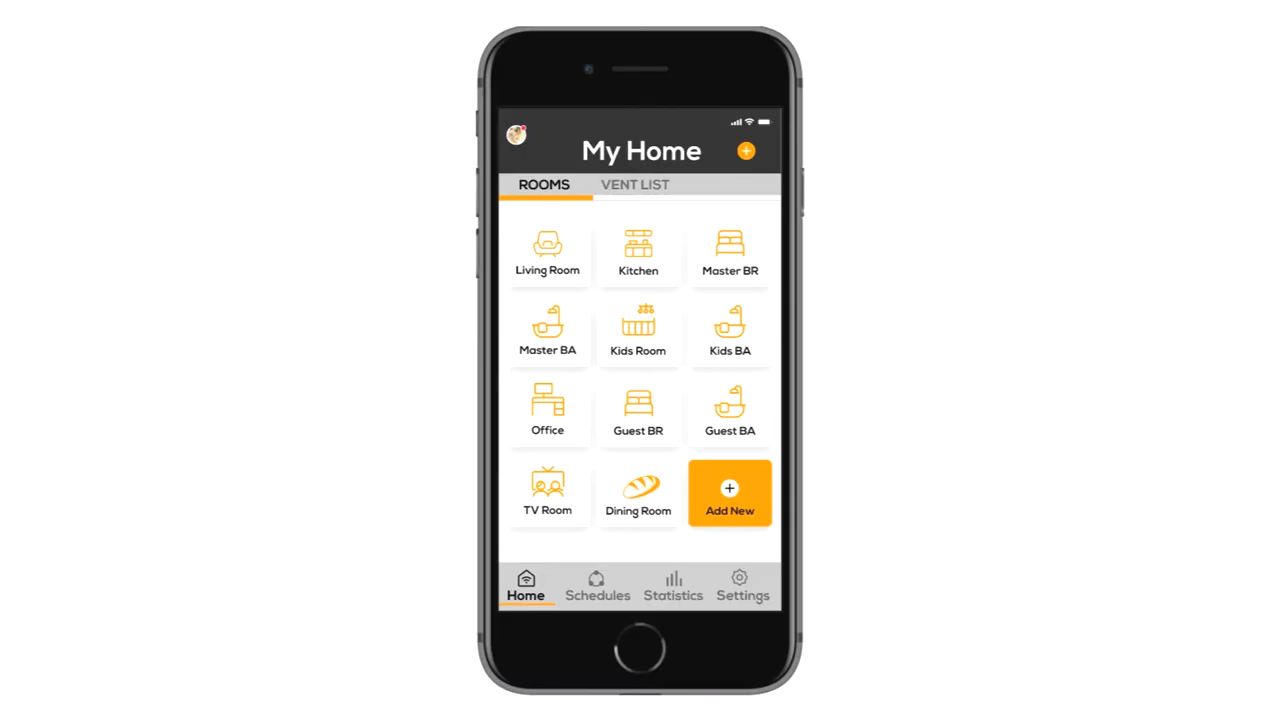 My Home
ROOMS VENT LIST
Living Room Kitchen Master BR
Master BA Kids Room Kids BA
Office Guest BR Guest BA
TV Room Dining Room Add New
Home Schedules Statistics Settings